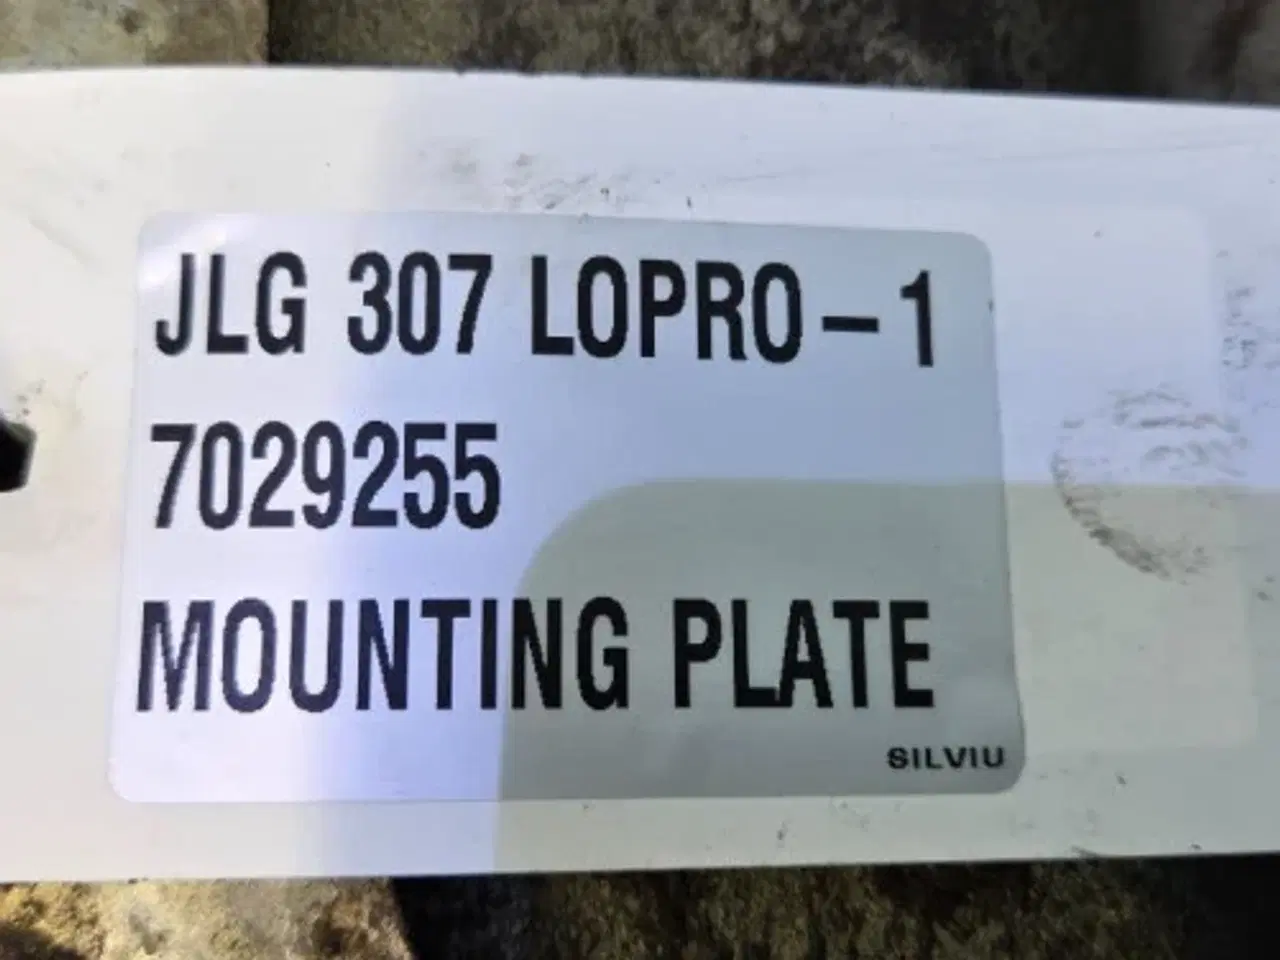 JLG 307 LOPRO-1
7029255
MOUNTING PLATE
SILVIU